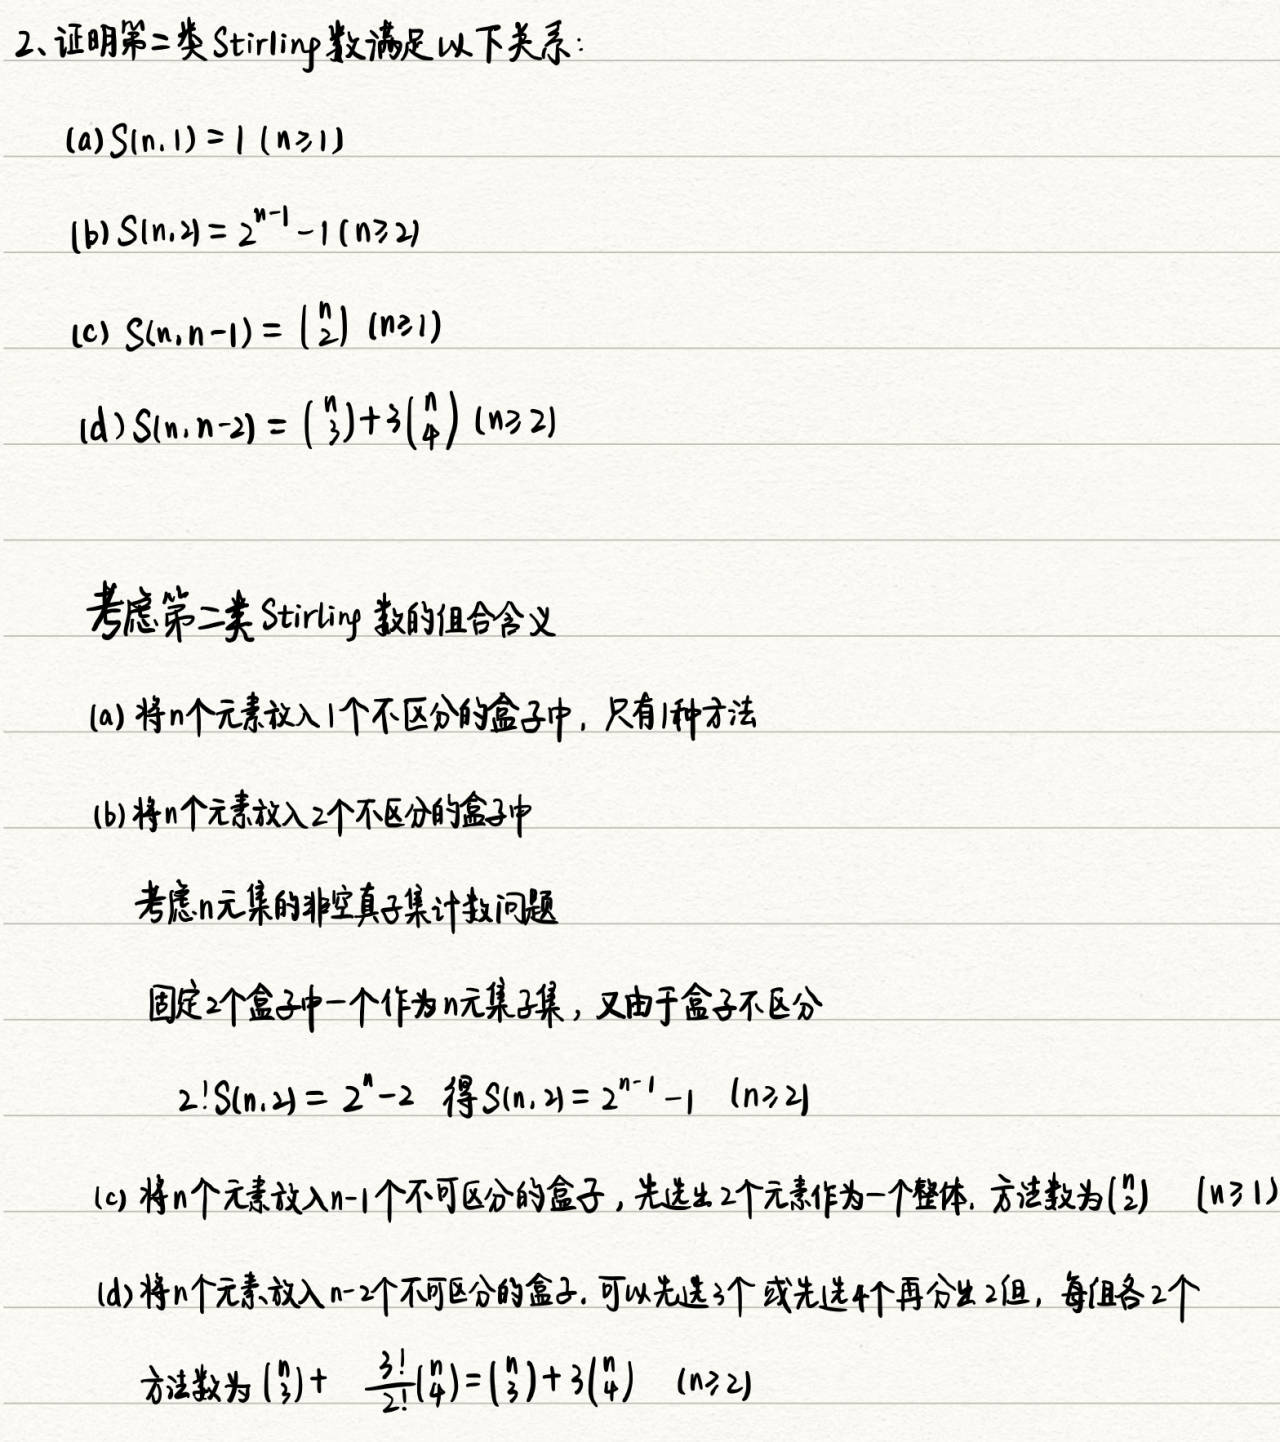 2、证明第二类Stirling数满足以下关系:
(a) S(n,1) = 1 (n≥1)
(b) S(n,2) = 2^{n-1} - 1 (n≥2)
(c) S(n,n-1) = \binom{n}{2} (n≥1)
(d) S(n,n-2) = \binom{n}{3} + 3\binom{n}{4} (n≥2)
考虑第二类Stirling数的组合含义
(a) 将n个元素放入1个不区分的盒子中, 只有1种方法
(b) 将n个元素放入2个不区分的盒子中
考虑n元集的非空真子集计数问题
固定2个盒子中一个作为n元集子集, 又由于盒子不区分
2!S(n,2) = 2^n - 2 得 S(n,2) = 2^{n-1} - 1 (n≥2)
(c) 将n个元素放入n-1个不可区分的盒子, 先选出2个元素作为一个整体. 方法数为\binom{n}{2} (n≥1)
(d) 将n个元素放入n-2个不可区分的盒子. 可以先选3个 或先选4个再分出2组, 每组各2个
方法数为 \binom{n}{3} + \frac{3!}{2!}\binom{n}{4} = \binom{n}{3} + 3\binom{n}{4} (n≥2)